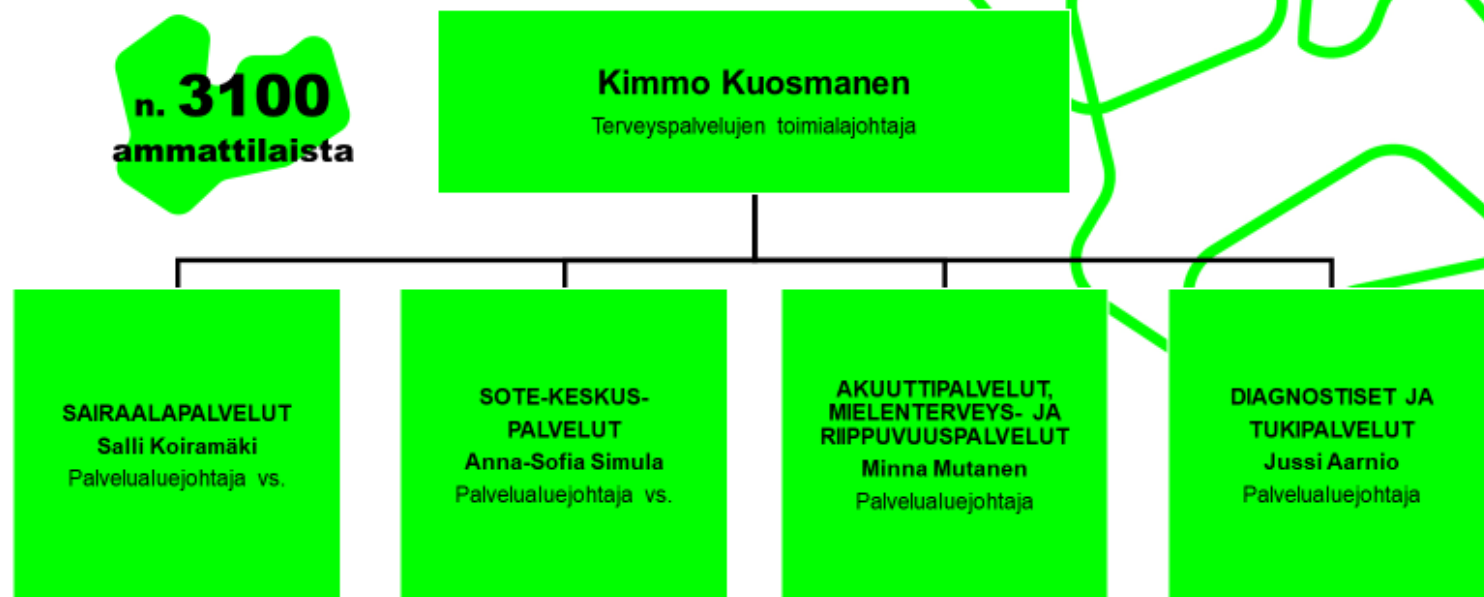 n. 3100
ammattilaista
Kimmo Kuosmanen
Terveyspalvelujen toimialajohtaja
SAIRAALAPALVELUT
Salli Koiramäki
Palvelualuejohtaja vs.
SOTE-KESKUS-
PALVELUT
Anna-Sofia Simula
Palvelualuejohtaja vs.
AKUUTTIPALVELUT,
MIELENTERVEYS- JA
RIIPPUVUUSPALVELUT
Minna Mutanen
Palvelualuejohtaja
DIAGNOSTISET JA
TUKIPALVELUT
Jussi Aarnio
Palvelualuejohtaja